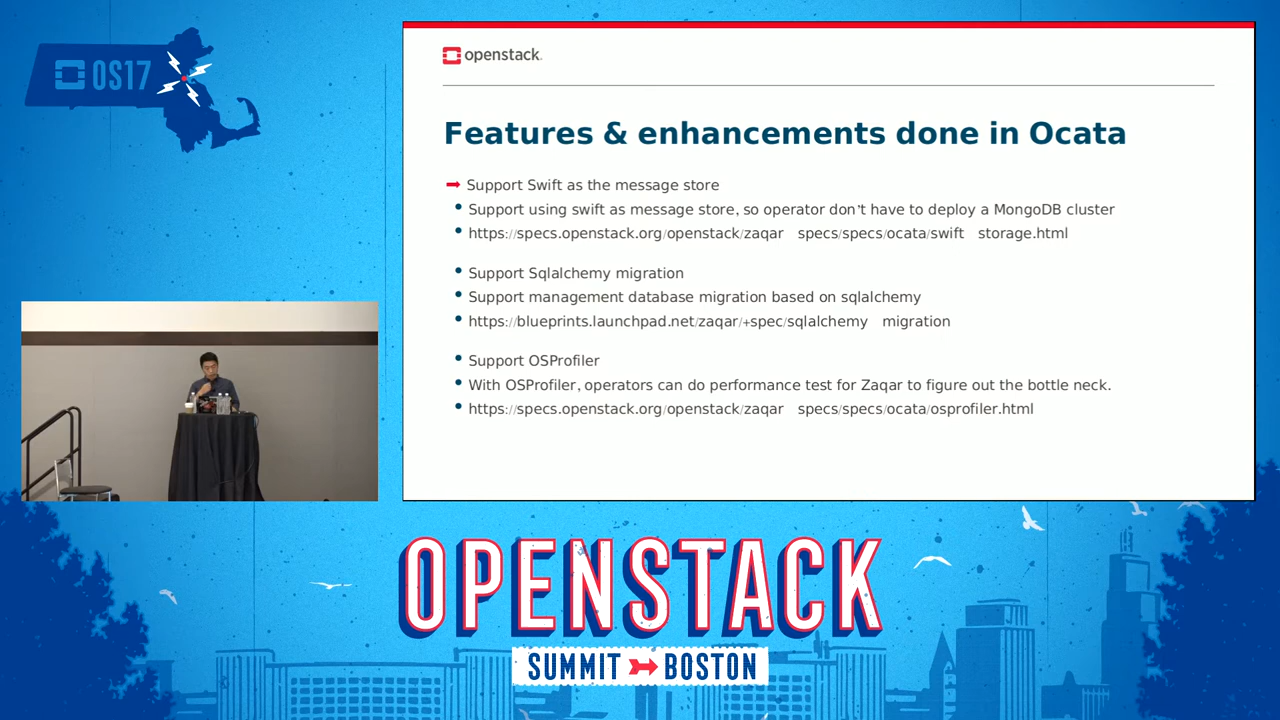 OS17
openstack.
Features & enhancements done in Ocata
Support Swift as the message store
Support using swift as message store, so operator don't have to deploy a MongoDB cluster
https://specs.openstack.org/openstack/zaqar specs/specs/ocata/swift storage.html
Support Sqlalchemy migration
Support management database migration based on sqlalchemy
https://blueprints.launchpad.net/zaqar/+spec/sqlalchemy migration
Support OSProfiler
With OSProfiler, operators can do performance test for Zaqar to figure out the bottle neck.
https://specs.openstack.org/openstack/zaqar specs/specs/ocata/osprofiler.html
OPENSTACK
SUMMIT BOSTON